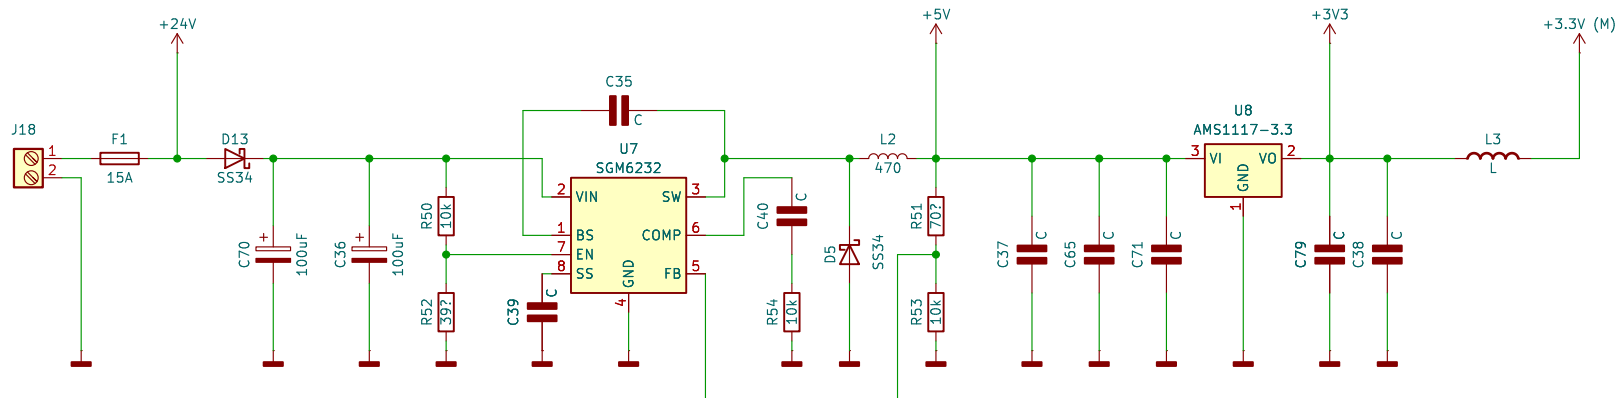 +24V
+5V
+3V3
+3.3V (M)
C35
C
J18
1
2
F1
15A
D13
SS34
U7
SGM6232
2
VIN
1
BS
7
EN
8
SS
GND
4
SW
3
COMP
6
FB
5
L2
470
U8
AMS1117-3.3
3
VI
VO
2
GND
1
L3
L
C70
100uF
+
C36
100uF
+
R50
10k
R52
39?
C39
C
C40
C
R54
10k
D5
SS34
R51
70?
R53
10k
C37
C
C65
C
C71
C
C79
C
C38
C